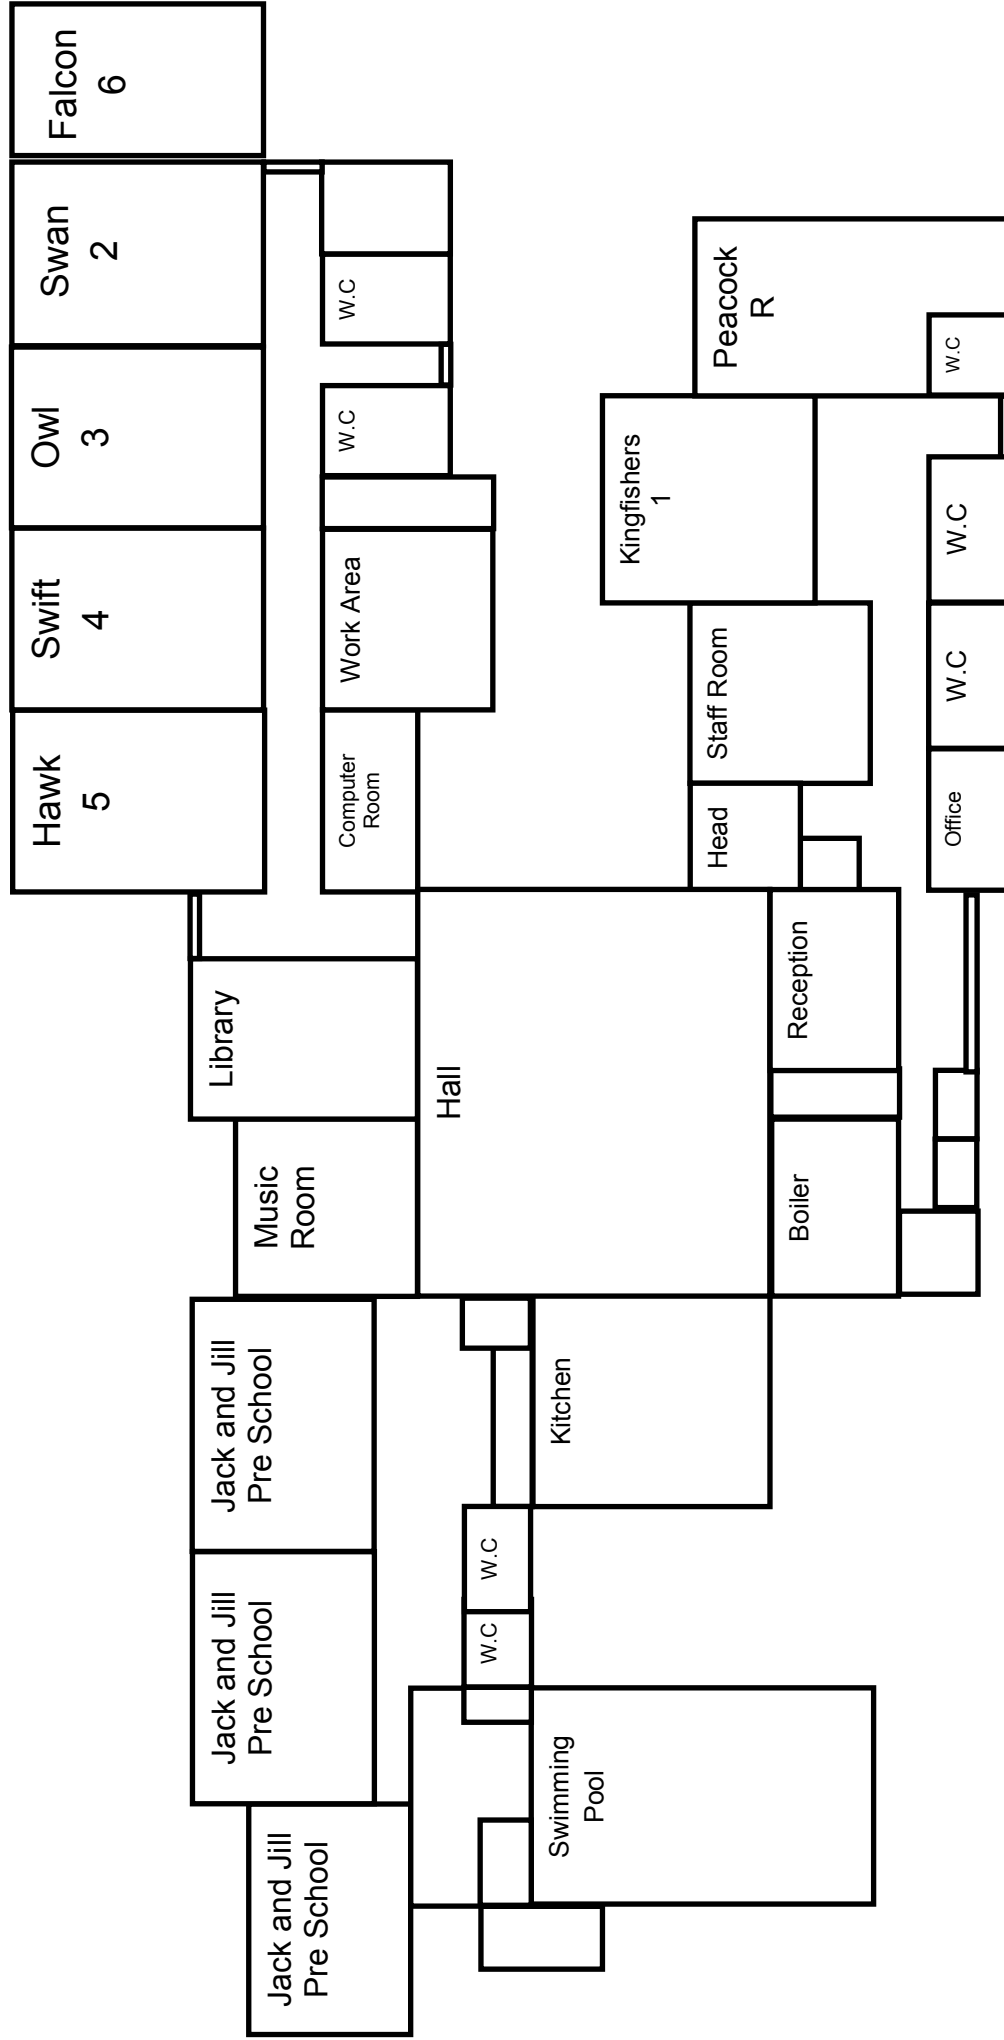 Jack and Jill
Pre School
Jack and Jill
Pre School
Jack and Jill
Pre School
Music
Room
Library
Hawk
5
Swift
4
Owl
3
Swan
2
Falcon
6
Computer
Room
Work Area
W.C
W.C
W.C
W.C
Hall
Swimming
Pool
Kitchen
Kingfishers
1
Head
Staff Room
Peacock
R
Boiler
Reception
Office
W.C
W.C
W.C